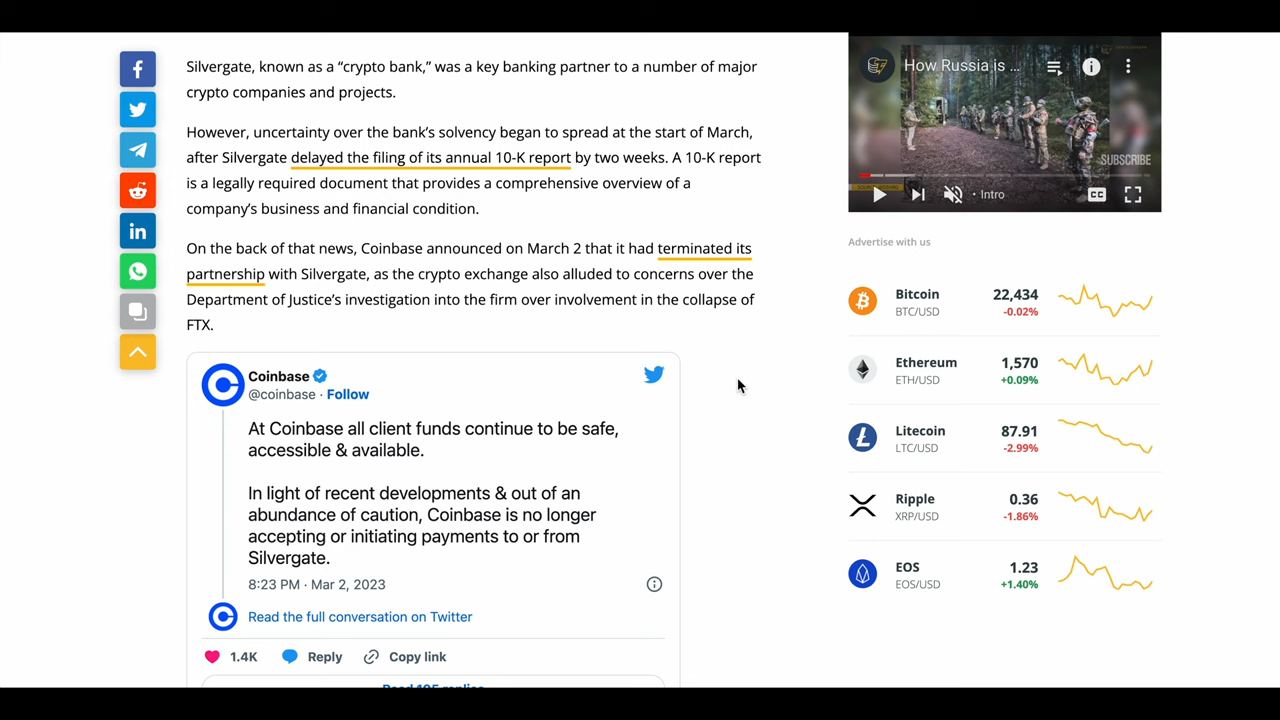 Silvergate, known as a “crypto bank,” was a key banking partner to a number of major
crypto companies and projects.
However, uncertainty over the bank’s solvency began to spread at the start of March,
after Silvergate delayed the filing of its annual 10-K report by two weeks. A 10-K report
is a legally required document that provides a comprehensive overview of a
company’s business and financial condition.
On the back of that news, Coinbase announced on March 2 that it had terminated its
partnership with Silvergate, as the crypto exchange also alluded to concerns over the
Department of Justice’s investigation into the firm over involvement in the collapse of
FTX.
Coinbase
@coinbase · Follow
At Coinbase all client funds continue to be safe,
accessible & available.
In light of recent developments & out of an
abundance of caution, Coinbase is no longer
accepting or initiating payments to or from
Silvergate.
8:23 PM · Mar 2, 2023
Read the full conversation on Twitter
1.4K Reply Copy link
How Russia is ...
SUBSCRIBE
• Intro
CC
Advertise with us
Bitcoin 22,434
BTC/USD -0.02%
Ethereum 1,570
ETH/USD +0.09%
Litecoin 87.91
LTC/USD -2.99%
Ripple 0.36
XRP/USD -1.86%
EOS 1.23
EOS/USD +1.40%